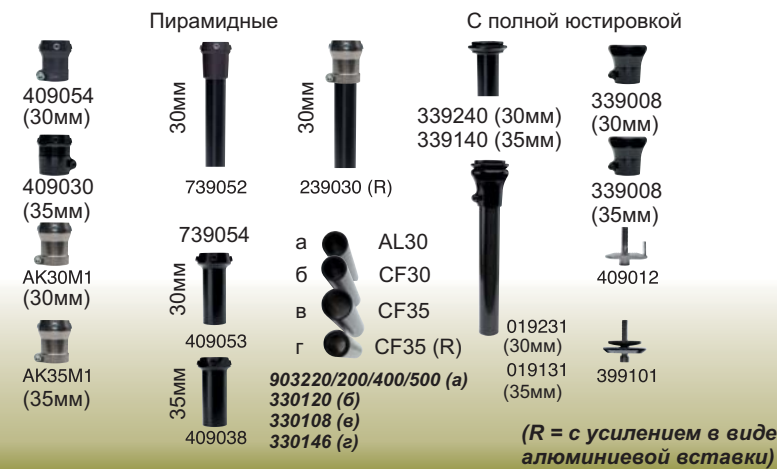 Пирамидные
С полной юстировкой
409054
(30мм)
409030
(35мм)
AK30M1
(30мм)
AK35M1
(35мм)
30мм
739052
30мм
239030 (R)
739054
30мм
409053
35мм
409038
а AL30
б CF30
в CF35
г CF35 (R)
903220/200/400/500 (а)
330120 (б)
330108 (в)
330146 (г)
339240 (30мм)
339140 (35мм)
019231
(30мм)
019131
(35мм)
339008
(30мм)
339008
(35мм)
409012
399101
(R = с усилением в виде
алюминиевой вставки)